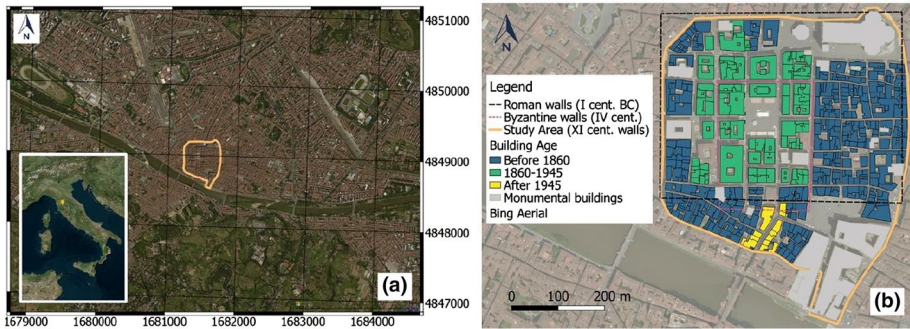 N
4851000
4850000
4849000
4848000
4847000
(a)
1679000 1680000 1681000 1682000 1683000 1684000
N
Legend
Roman walls (I cent. BC)
Byzantine walls (IV cent.)
Study Area (XI cent. walls)
Building Age
Before 1860
1860-1945
After 1945
Monumental buildings
Bing Aerial
0 100 200 m
(b)